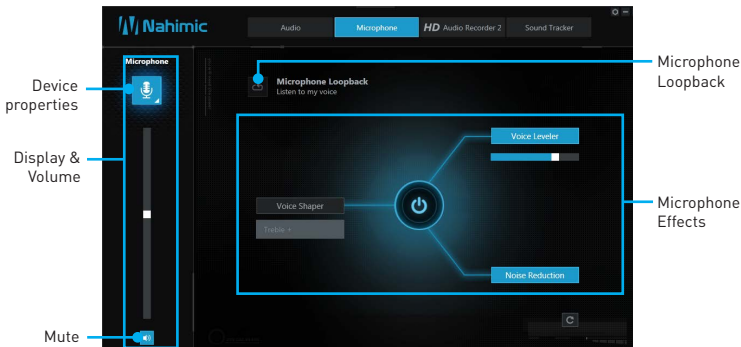 Nahimic
Audio
Microphone
HD Audio Recorder 2
Sound Tracker
Microphone
Device
properties
Display &
Volume
Mute
Microphone Loopback
Listen to my voice
Voice Leveler
Voice Shaper
Treble +
Noise Reduction
Microphone
Loopback
Microphone
Effects